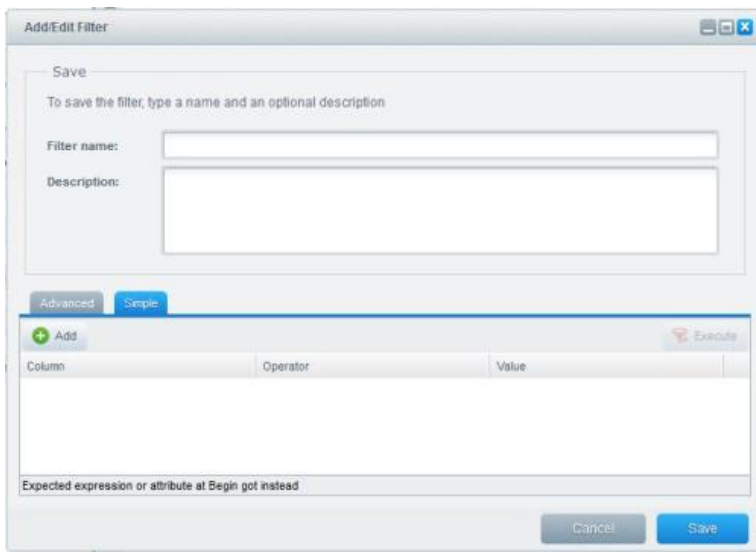 Add/Edit Filter
Save
To save the filter, type a name and an optional description
Filter name:
Description:
Advanced Simple
Add Execute
Column Operator Value
Expected expression or attribute at Begin got instead
Cancel Save